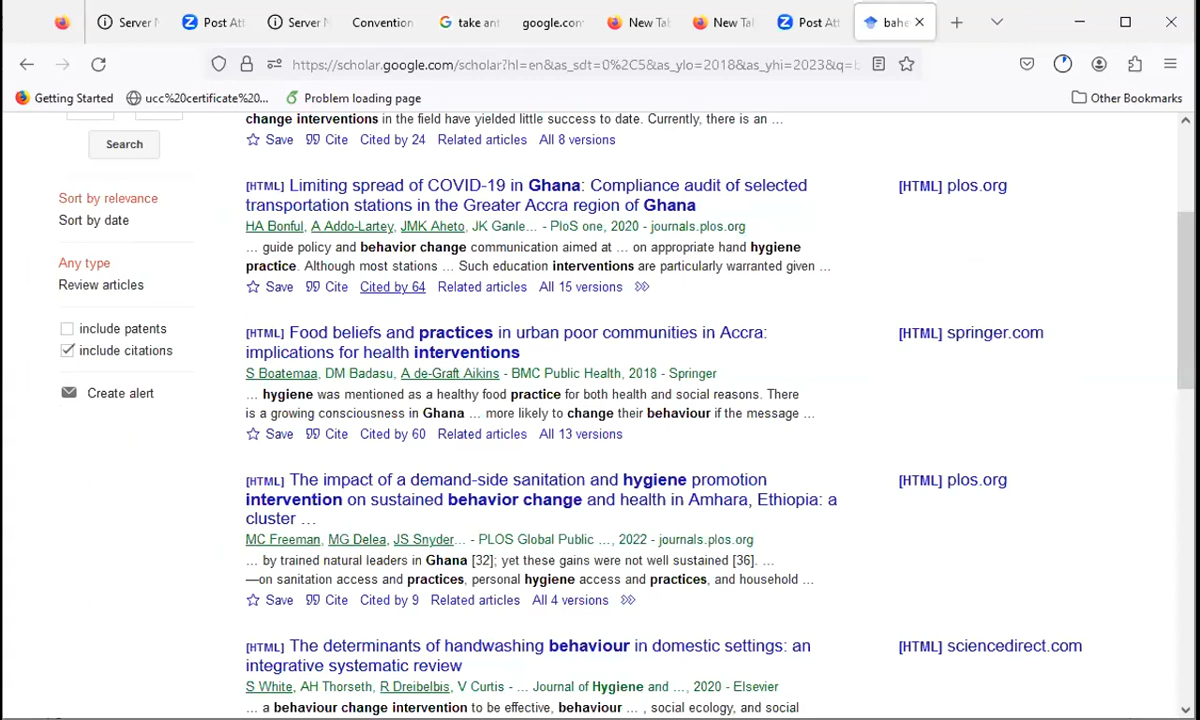 Server N
Post Att
Server N
Convention
take ant
google.com
New Tab
New Tab
Post Att
bahe
https://scholar.google.com/scholar?hl=en&as_sdt=0%2C5&as_ylo=2018&as_yhi=2023&q=b
Getting Started
ucc%20certificate%20...
Problem loading page
Other Bookmarks
change interventions in the field have yielded little success to date. Currently, there is an …
Save Cite Cited by 24 Related articles All 8 versions
Search
Sort by relevance
Sort by date
Any type
Review articles
include patents
include citations
Create alert
[HTML] Limiting spread of COVID-19 in Ghana: Compliance audit of selected
transportation stations in the Greater Accra region of Ghana
HA Bonful, A Addo-Lartey, JMK Aheto, JK Ganle… - PloS one, 2020 - journals.plos.org
… guide policy and behavior change communication aimed at … on appropriate hand hygiene
practice. Although most stations … Such education interventions are particularly warranted given …
Save Cite Cited by 64 Related articles All 15 versions
[HTML] plos.org
[HTML] Food beliefs and practices in urban poor communities in Accra:
implications for health interventions
S Boatemaa, DM Badasu, A de-Graft Aikins - BMC Public Health, 2018 - Springer
… hygiene was mentioned as a healthy food practice for both health and social reasons. There
is a growing consciousness in Ghana … more likely to change their behaviour if the message …
Save Cite Cited by 60 Related articles All 13 versions
[HTML] springer.com
[HTML] The impact of a demand-side sanitation and hygiene promotion
intervention on sustained behavior change and health in Amhara, Ethiopia: a
cluster …
MC Freeman, MG Delea, JS Snyder… - PLOS Global Public …, 2022 - journals.plos.org
… by trained natural leaders in Ghana [32]; yet these gains were not well sustained [36]. …
—on sanitation access and practices, personal hygiene access and practices, and household …
Save Cite Cited by 9 Related articles All 4 versions
[HTML] plos.org
[HTML] The determinants of handwashing behaviour in domestic settings: an
integrative systematic review
S White, AH Thorseth, R Dreibelbis, V Curtis - … Journal of Hygiene and …, 2020 - Elsevier
… a behaviour change intervention to be effective, behaviour … , social ecology, and social
[HTML] sciencedirect.com